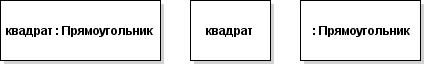 квадрат : Прямоугольник
квадрат
: Прямоугольник